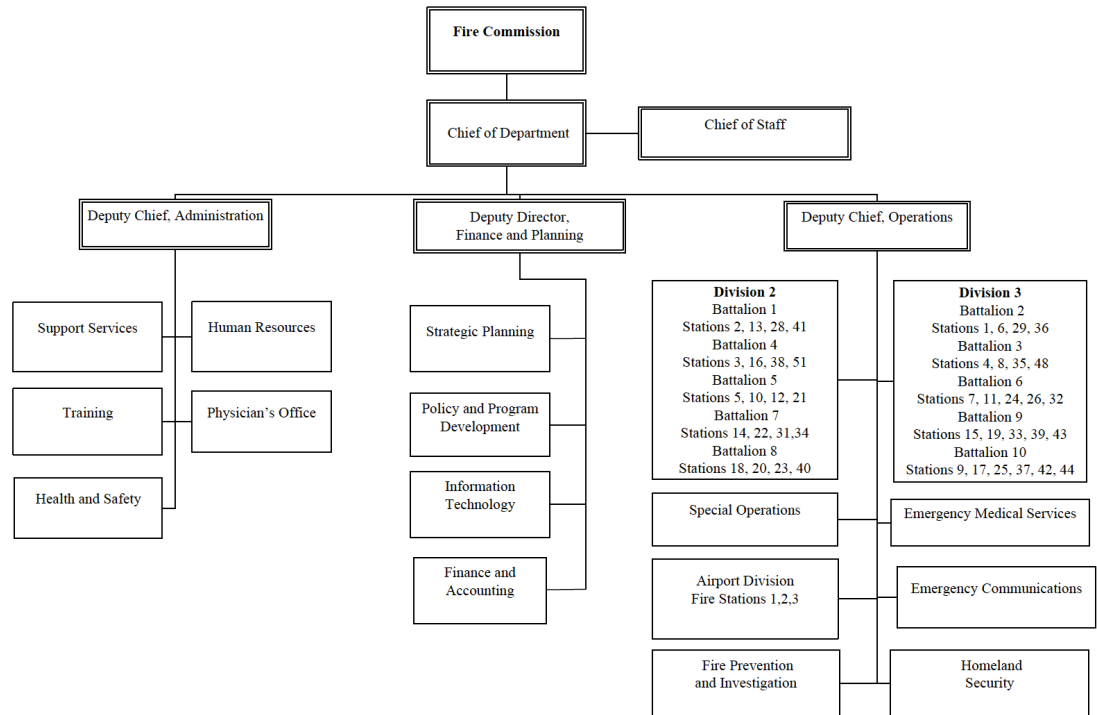 Fire Commission
Chief of Department
Chief of Staff
Deputy Chief, Administration
Deputy Director,
Finance and Planning
Deputy Chief, Operations
Support Services
Human Resources
Training
Physician's Office
Health and Safety
Strategic Planning
Policy and Program
Development
Information
Technology
Finance and
Accounting
Division 2
Battalion 1
Stations 2, 13, 28, 41
Battalion 4
Stations 3, 16, 38, 51
Battalion 5
Stations 5, 10, 12, 21
Battalion 7
Stations 14, 22, 31,34
Battalion 8
Stations 18, 20, 23, 40
Division 3
Battalion 2
Stations 1, 6, 29, 36
Battalion 3
Stations 4, 8, 35, 48
Battalion 6
Stations 7, 11, 24, 26, 32
Battalion 9
Stations 15, 19, 33, 39, 43
Battalion 10
Stations 9, 17, 25, 37, 42, 44
Special Operations
Emergency Medical Services
Airport Division
Fire Stations 1,2,3
Emergency Communications
Fire Prevention
and Investigation
Homeland
Security